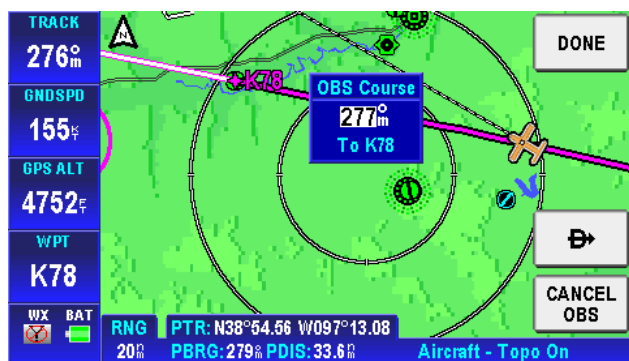 TRACK
276°m
GNDSPD
155KT
GPS ALT
4752FT
WPT
K78
WX BAT
N
K78
OBS Course
277°m
To K78
DONE
CANCEL
OBS
RNG
20NM
PTR: N38°54.56 W097°13.08
PBRG: 279°m PDIS: 33.6NM
Aircraft - Topo On